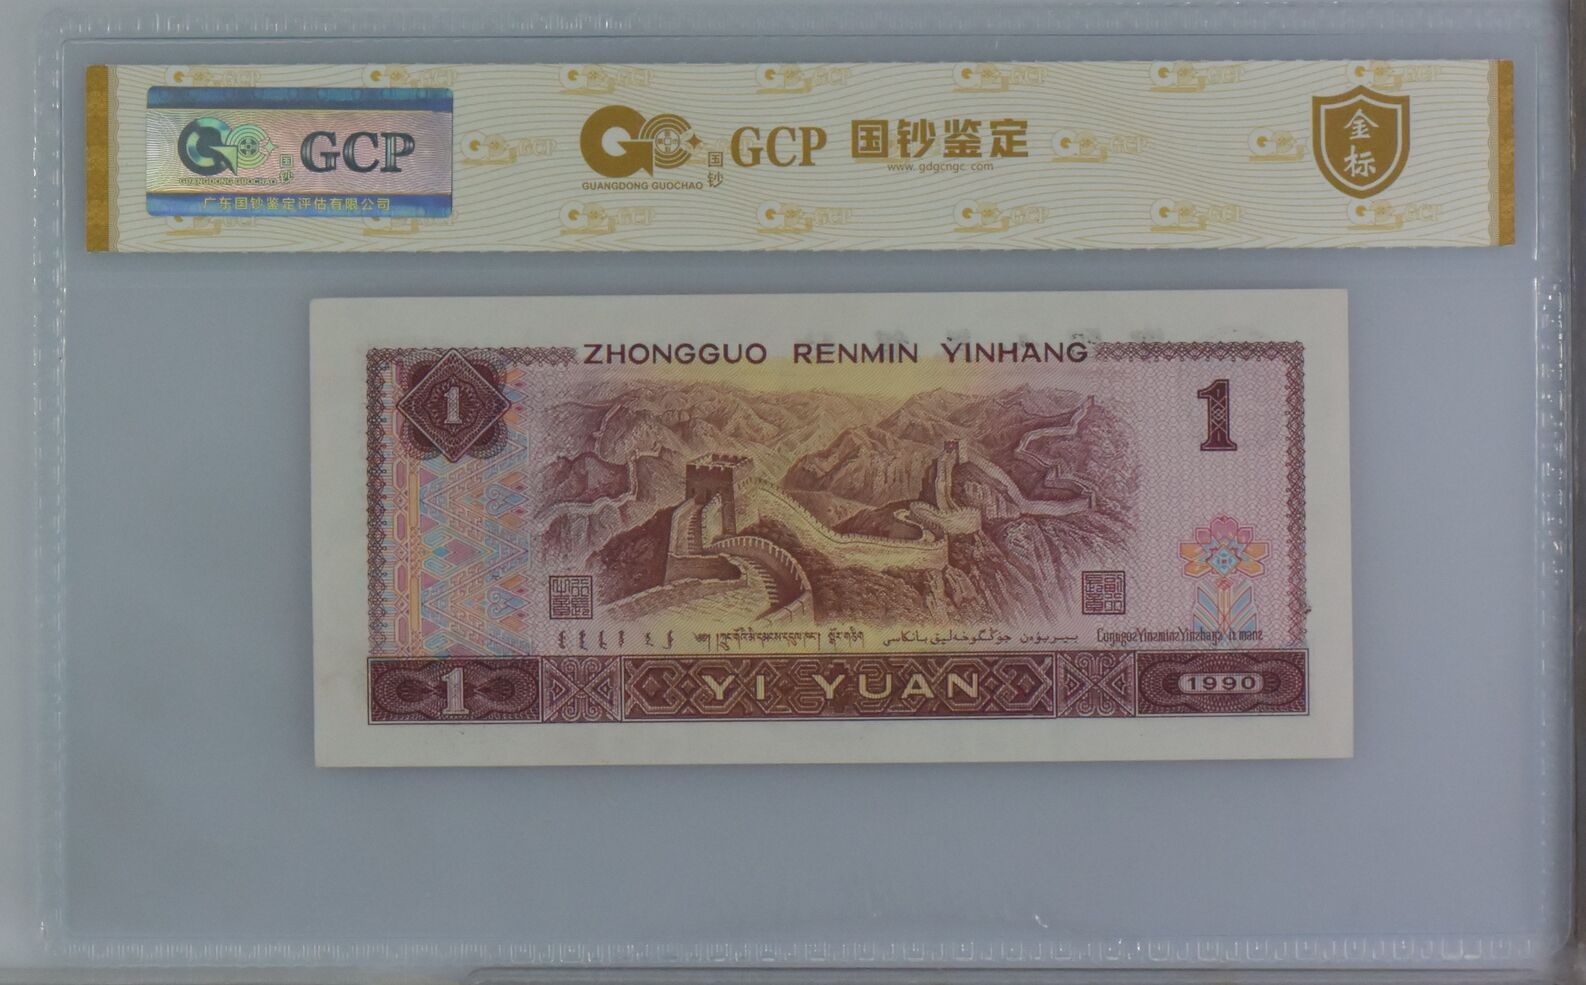 GCP
国钞
GUANGDONG GUOCHAO
广东国钞鉴定评估有限公司
GCP 国钞鉴定
国钞
www.gdgcngc.com
GUANGDONG GUOCHAO
金标
ZHONGGUO RENMIN YINHANG
1
1
1
YI YUAN
1990